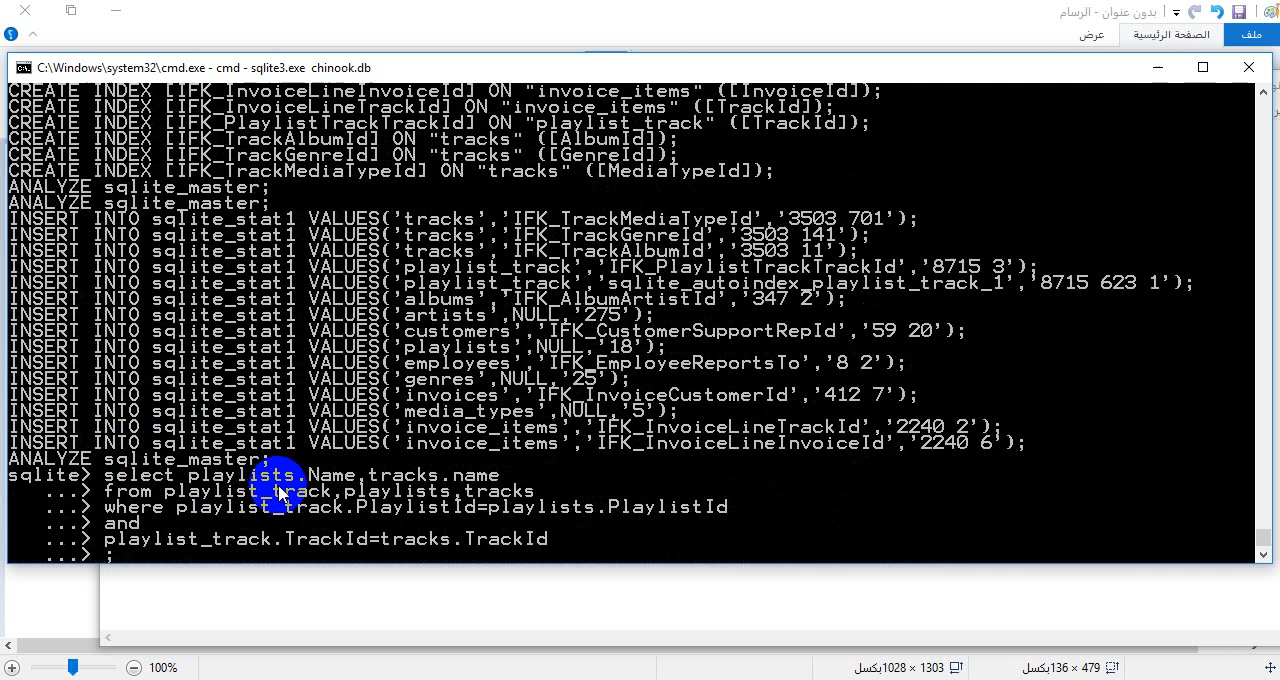 بدون عنوان - الرسام
ملف
الصفحة الرئيسية
عرض
C:\Windows\system32\cmd.exe - cmd - sqlite3.exe chinook.db
CREATE INDEX [IFK_InvoiceLineInvoiceId] ON "invoice_items" ([InvoiceId]);
CREATE INDEX [IFK_InvoiceLineTrackId] ON "invoice_items" ([TrackId]);
CREATE INDEX [IFK_PlaylistTrackTrackId] ON "playlist_track" ([TrackId]);
CREATE INDEX [IFK_TrackAlbumId] ON "tracks" ([AlbumId]);
CREATE INDEX [IFK_TrackGenreId] ON "tracks" ([GenreId]);
CREATE INDEX [IFK_TrackMediaTypeId] ON "tracks" ([MediaTypeId]);
ANALYZE sqlite_master;
ANALYZE sqlite_master;
INSERT INTO sqlite_stat1 VALUES('tracks','IFK_TrackMediaTypeId','3503 701');
INSERT INTO sqlite_stat1 VALUES('tracks','IFK_TrackGenreId','3503 141');
INSERT INTO sqlite_stat1 VALUES('tracks','IFK_TrackAlbumId','3503 11');
INSERT INTO sqlite_stat1 VALUES('playlist_track','IFK_PlaylistTrackTrackId','8715 3');
INSERT INTO sqlite_stat1 VALUES('playlist_track','sqlite_autoindex_playlist_track_1','8715 623 1');
INSERT INTO sqlite_stat1 VALUES('albums','IFK_AlbumArtistId','347 2');
INSERT INTO sqlite_stat1 VALUES('artists',NULL,'275');
INSERT INTO sqlite_stat1 VALUES('customers','IFK_CustomerSupportRepId','59 20');
INSERT INTO sqlite_stat1 VALUES('playlists',NULL,'18');
INSERT INTO sqlite_stat1 VALUES('employees','IFK_EmployeeReportsTo','8 2');
INSERT INTO sqlite_stat1 VALUES('genres',NULL,'25');
INSERT INTO sqlite_stat1 VALUES('invoices','IFK_InvoiceCustomerId','412 7');
INSERT INTO sqlite_stat1 VALUES('media_types',NULL,'5');
INSERT INTO sqlite_stat1 VALUES('invoice_items','IFK_InvoiceLineTrackId','2240 2');
INSERT INTO sqlite_stat1 VALUES('invoice_items','IFK_InvoiceLineInvoiceId','2240 6');
ANALYZE sqlite_master;
sqlite> select playlists.Name,tracks.name
...> from playlist_track,playlists,tracks
...> where playlist_track.PlaylistId=playlists.PlaylistId
...> and
...> playlist_track.TrackId=tracks.TrackId
...> ;
100%
1303 × 1028بكسل
479 × 136بكسل